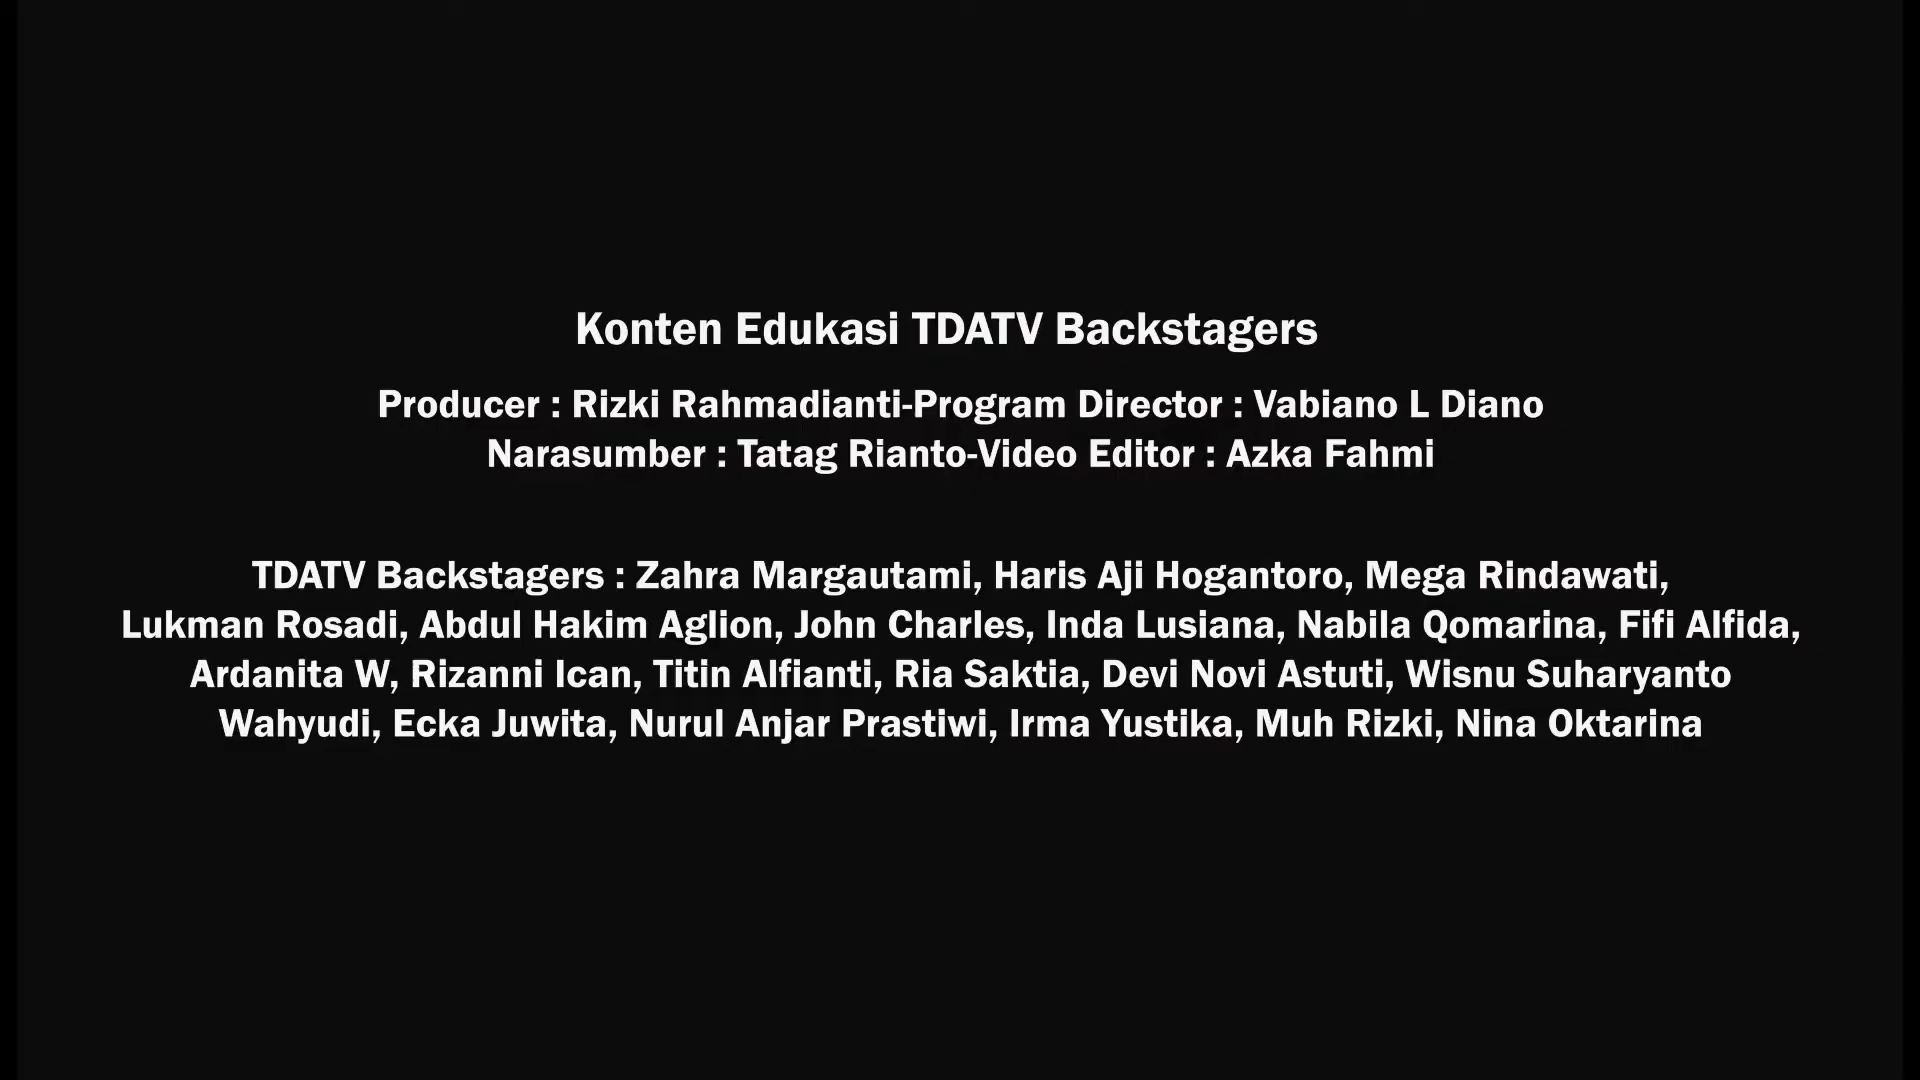 Konten Edukasi TDATV Backstagers
Producer : Rizki Rahmadianti-Program Director : Vabiano L Diano
Narasumber : Tatag Rianto-Video Editor : Azka Fahmi
TDATV Backstagers : Zahra Margautami, Haris Aji Hogantoro, Mega Rindawati,
Lukman Rosadi, Abdul Hakim Aglion, John Charles, Inda Lusiana, Nabila Qomarina, Fifi Alfida,
Ardanita W, Rizanni Ican, Titin Alfianti, Ria Saktia, Devi Novi Astuti, Wisnu Suharyanto
Wahyudi, Ecka Juwita, Nurul Anjar Prastiwi, Irma Yustika, Muh Rizki, Nina Oktarina